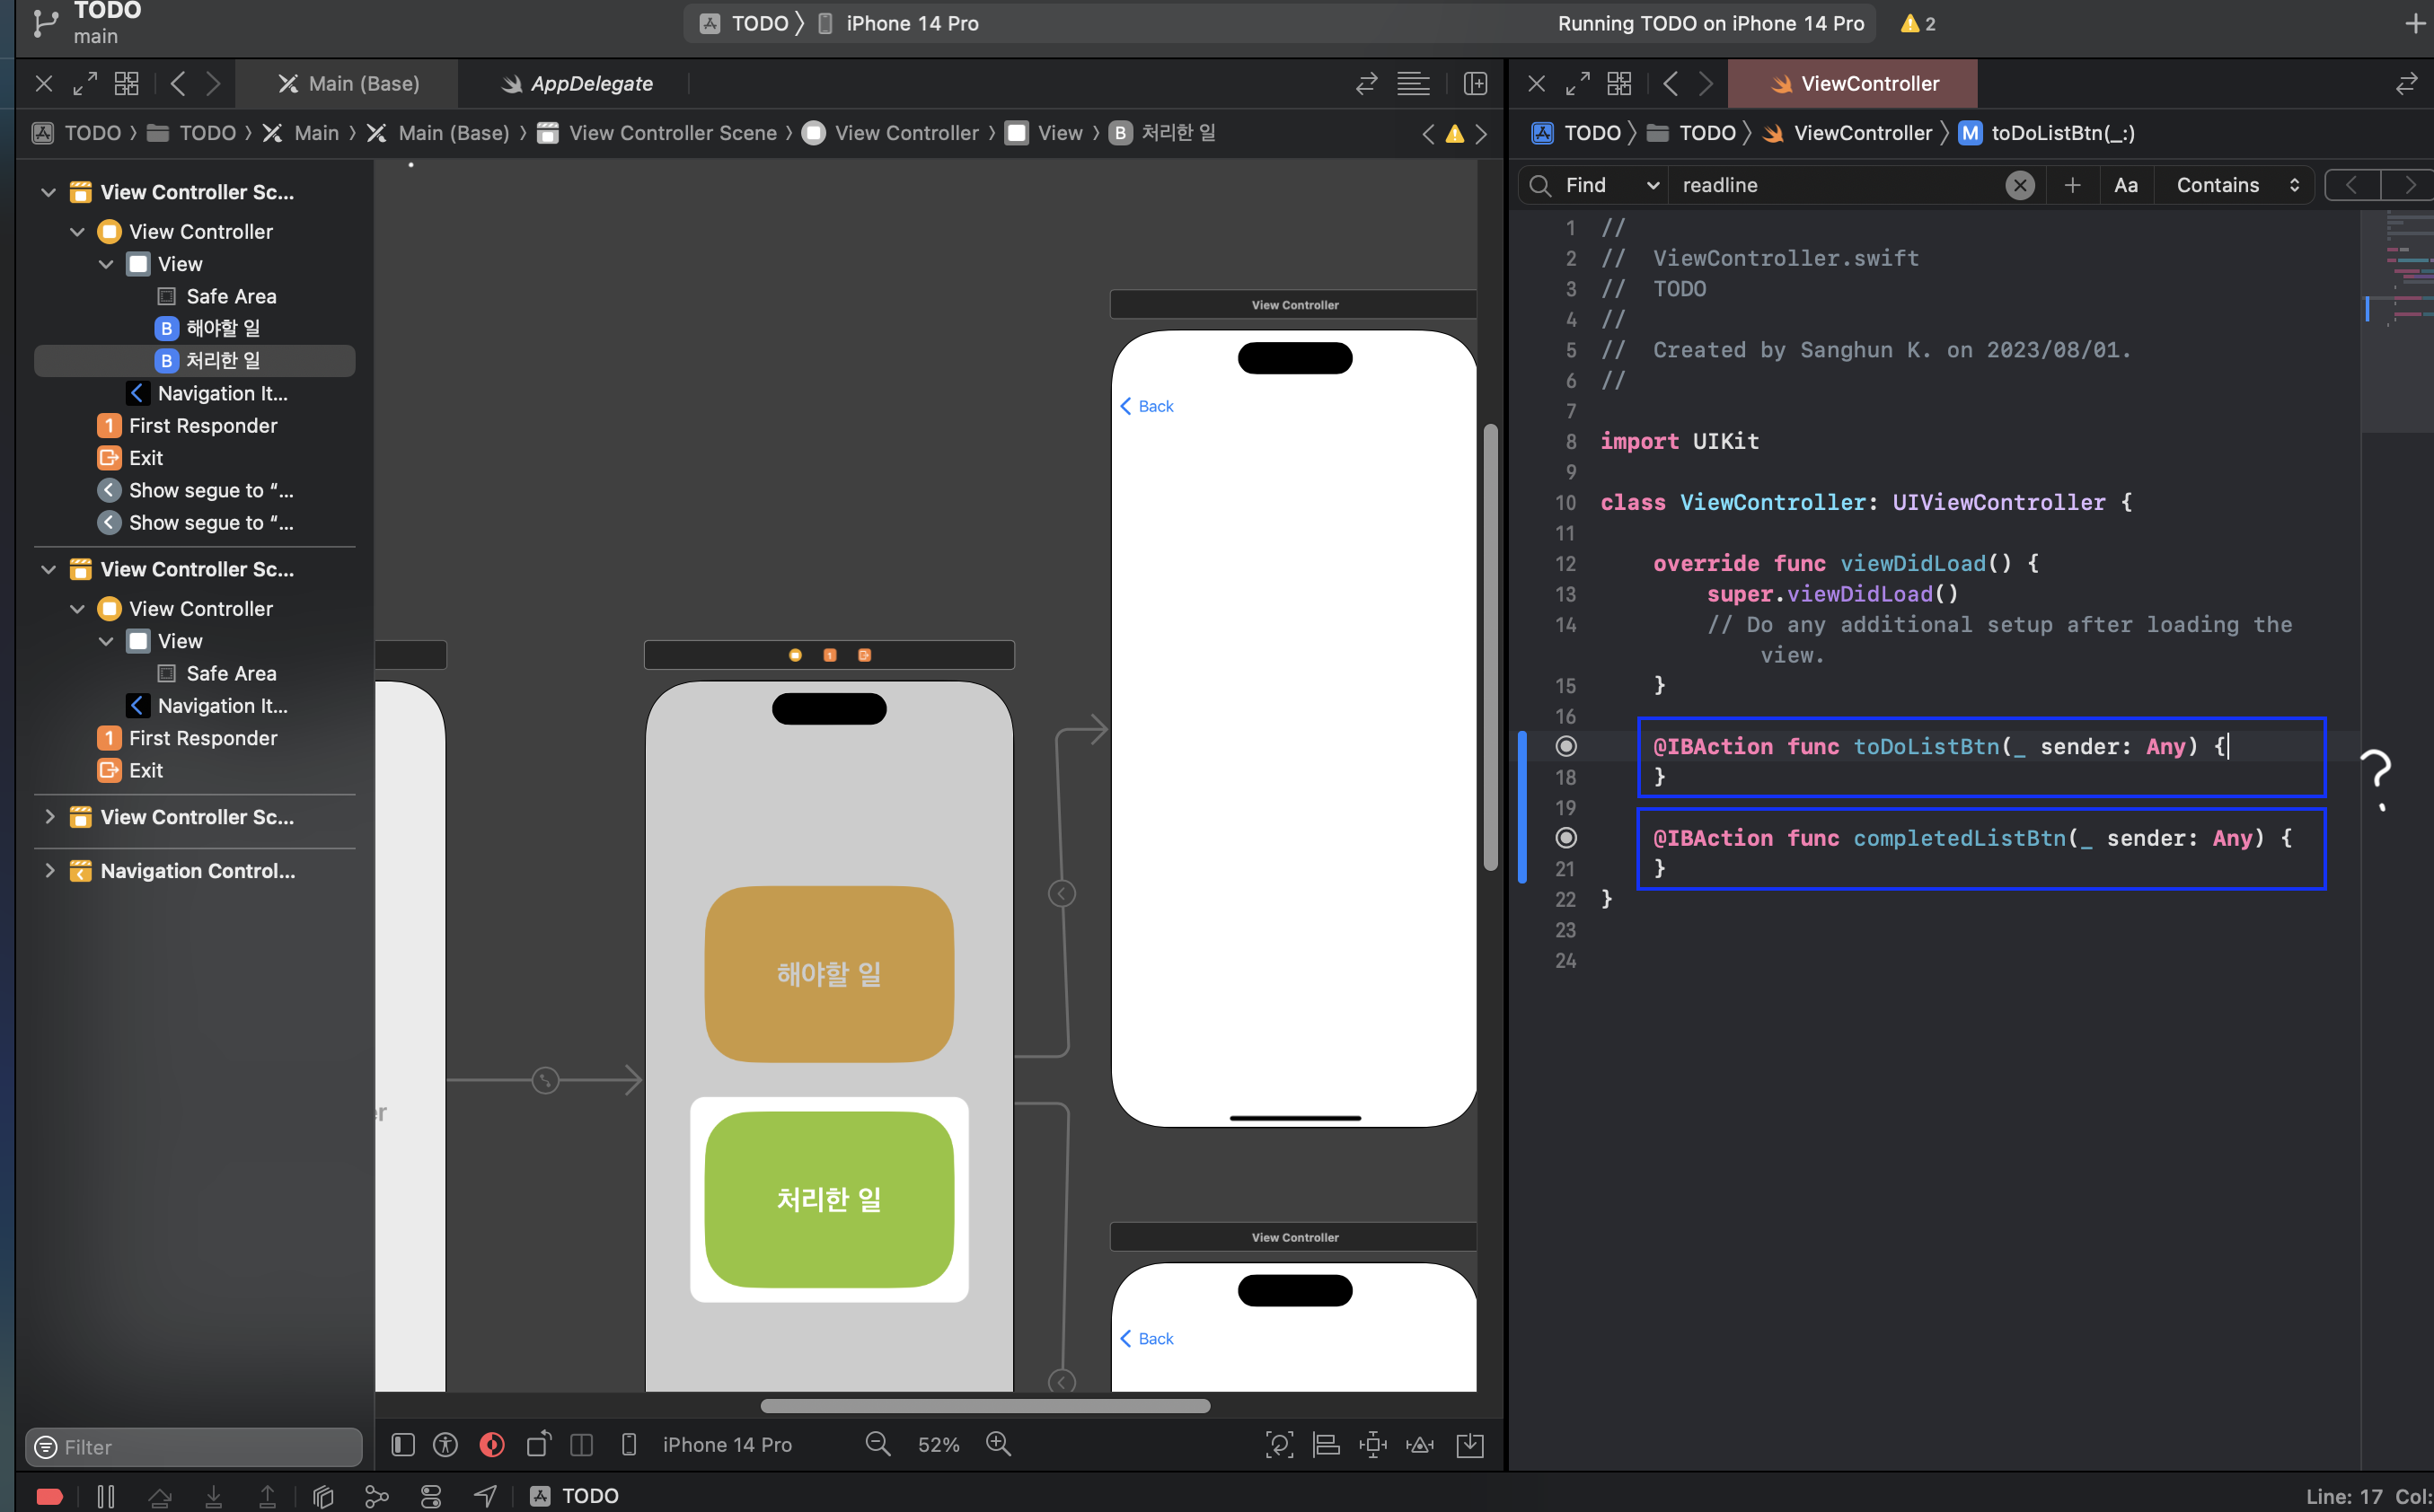 TODO
main
TODO 〉 iPhone 14 Pro
Running TODO on iPhone 14 Pro
2
Main (Base)
AppDelegate
TODO 〉 TODO 〉 Main 〉 Main (Base) 〉 View Controller Scene 〉 View Controller 〉 View 〉 B 처리한 일
View Controller Sc...
View Controller
View
Safe Area
B 해야할 일
B 처리한 일
Navigation It...
1 First Responder
Exit
Show segue to “...
Show segue to “...
View Controller Sc...
View Controller
View
Safe Area
Navigation It...
1 First Responder
Exit
View Controller Sc...
Navigation Control...
Filter
View Controller
Back
해야할 일
처리한 일
er
View Controller
Back
iPhone 14 Pro
52%
TODO
ViewController
TODO 〉 TODO 〉 ViewController 〉 M toDoListBtn(_:)
Find readline Aa Contains
1 //
2 //  ViewController.swift
3 //  TODO
4 //
5 //  Created by Sanghun K. on 2023/08/01.
6 //
7
8 import UIKit
9
10 class ViewController: UIViewController {
11
12 override func viewDidLoad() {
13 super.viewDidLoad()
14 // Do any additional setup after loading the
view.
15 }
16
@IBAction func toDoListBtn(_ sender: Any) {
18 }
19
@IBAction func completedListBtn(_ sender: Any) {
21 }
22 }
23
24
?
Line: 17 Col: